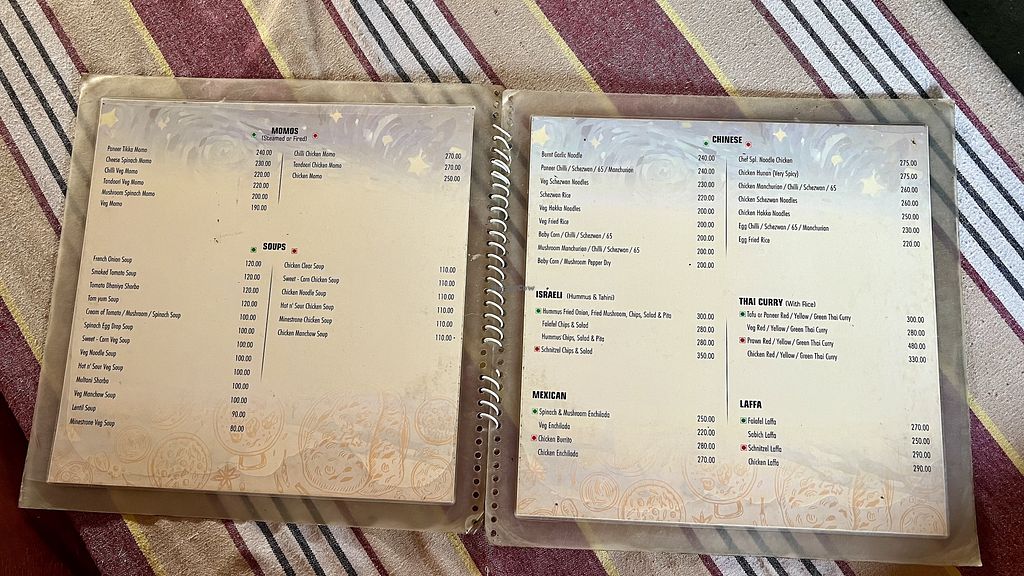 MOMOS
(Steamed or Fired)
Paneer Tikka Momo 240.00
Cheese Spinach Momo 230.00
Chilli Veg Momo 220.00
Tandoori Veg Momo 220.00
Mushroom Spinach Momo 200.00
Veg Momo 190.00
Chilli Chicken Momo 270.00
Tandoori Chicken Momo 270.00
Chicken Momo 250.00
SOUPS
French Onion Soup 120.00
Smoked Tomato Soup 120.00
Tomato Dhaniya Shorba 120.00
Tom yum Soup 120.00
Cream of Tomato / Mushroom / Spinach Soup 100.00
Spinach Egg Drop Soup 100.00
Sweet - Corn Veg Soup 100.00
Veg Noodle Soup 100.00
Hot n' Sour Veg Soup 100.00
Multani Shorba 100.00
Veg Manchow Soup 100.00
Lentil Soup 90.00
Minestrone Veg Soup 80.00
Chicken Clear Soup 110.00
Sweet - Corn Chicken Soup 110.00
Chicken Noodle Soup 110.00
Hot n' Sour Chicken Soup 110.00
Minestrone Chicken Soup 110.00
Chicken Manchow Soup 110.00
CHINESE
Burnt Garlic Noodle 240.00
Paneer Chilli / Schezwan / 65 / Manchurian 240.00
Veg Schezwan Noodles 230.00
Schezwan Rice 220.00
Veg Hakka Noodles 200.00
Veg Fried Rice 200.00
Baby Corn / Chilli / Schezwan / 65 200.00
Mushroom Manchurian / Chilli / Schezwan / 65 200.00
Baby Corn / Mushroom Pepper Dry 200.00
Chef Spl. Noodle Chicken 275.00
Chicken Hunan (Very Spicy) 275.00
Chicken Manchurian / Chilli / Schezwan / 65 260.00
Chicken Schezwan Noodles 260.00
Chicken Hakka Noodles 250.00
Egg Chilli / Schezwan / 65 / Manchurian 230.00
Egg Fried Rice 220.00
ISRAELI (Hummus & Tahini)
Hummus Fried Onion, Fried Mushroom, Chips, Salad & Pita 300.00
Falafel Chips & Salad 280.00
Hummus Chips, Salad & Pita 280.00
Schnitzel Chips & Salad 350.00
THAI CURRY (With Rice)
Tofu or Paneer Red / Yellow / Green Thai Curry 300.00
Veg Red / Yellow / Green Thai Curry 280.00
Prawn Red / Yellow / Green Thai Curry 480.00
Chicken Red / Yellow / Green Thai Curry 330.00
MEXICAN
Spinach & Mushroom Enchilada 250.00
Veg Enchilada 220.00
Chicken Burrito 280.00
Chicken Enchilada 270.00
LAFFA
Falafel Laffa 270.00
Sabich Laffa 250.00
Schnitzel Laffa 290.00
Chicken Laffa 290.00